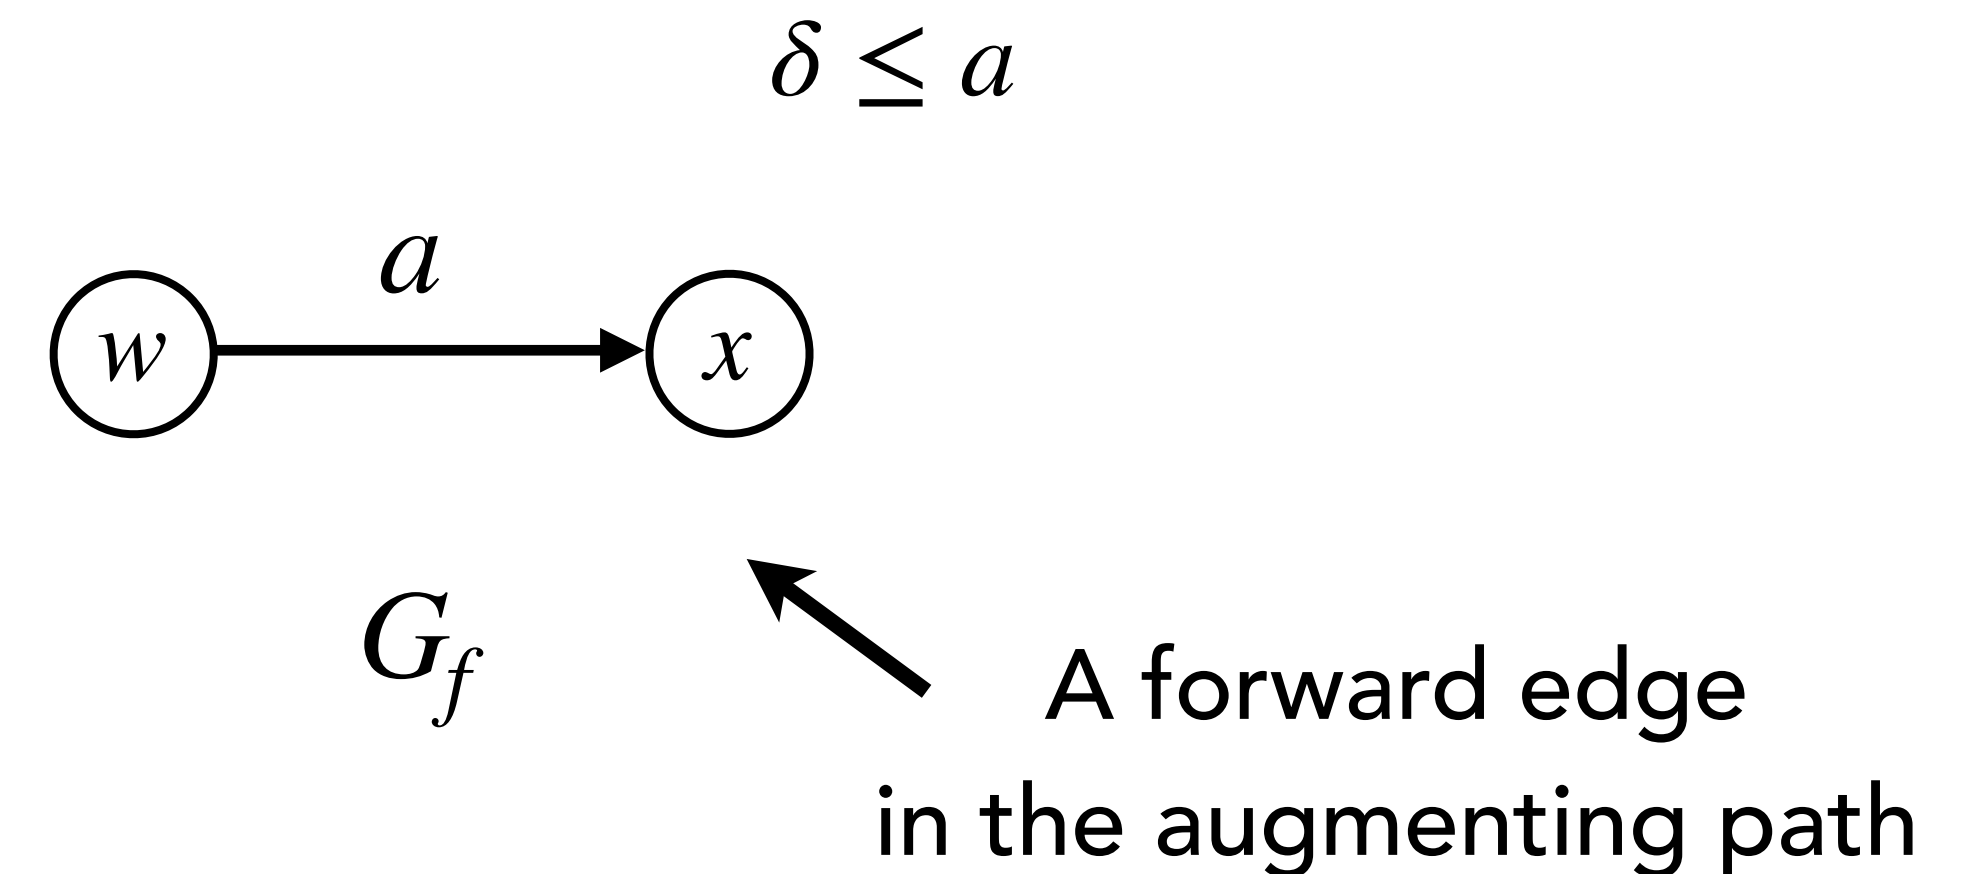 δ ≤ a
a
w
x
G_f
A forward edge
in the augmenting path